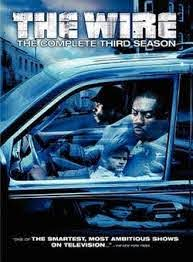 THE WIRE
THE COMPLETE THIRD SEASON
"ONE OF THE SMARTEST, MOST AMBITIOUS SHOWS
ON TELEVISION..."